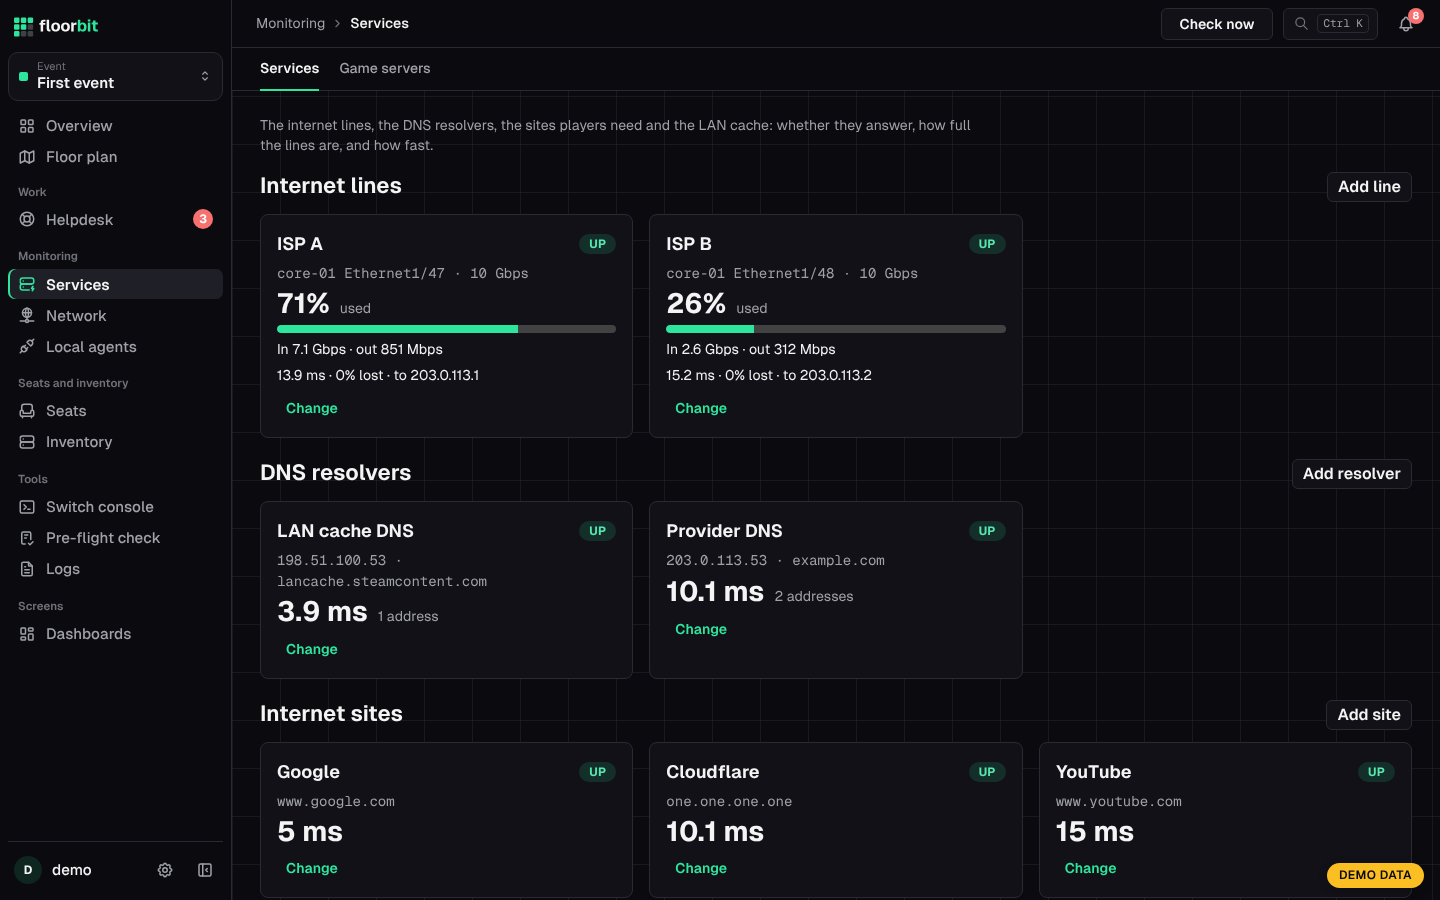 floorbit
Event
First event
Overview
Floor plan
Work
Helpdesk 3
Monitoring
Services
Network
Local agents
Seats and inventory
Seats
Inventory
Tools
Switch console
Pre-flight check
Logs
Screens
Dashboards
D demo
Monitoring > Services
Check now
Ctrl K
8
Services Game servers
The internet lines, the DNS resolvers, the sites players need and the LAN cache: whether they answer, how full
the lines are, and how fast.
Internet lines
Add line
ISP A UP
core-01 Ethernet1/47 · 10 Gbps
71% used
In 7.1 Gbps · out 851 Mbps
13.9 ms · 0% lost · to 203.0.113.1
Change
ISP B UP
core-01 Ethernet1/48 · 10 Gbps
26% used
In 2.6 Gbps · out 312 Mbps
15.2 ms · 0% lost · to 203.0.113.2
Change
DNS resolvers
Add resolver
LAN cache DNS UP
198.51.100.53 ·
lancache.steamcontent.com
3.9 ms 1 address
Change
Provider DNS UP
203.0.113.53 · example.com
10.1 ms 2 addresses
Change
Internet sites
Add site
Google UP
www.google.com
5 ms
Change
Cloudflare UP
one.one.one.one
10.1 ms
Change
YouTube UP
www.youtube.com
15 ms
Change
DEMO DATA